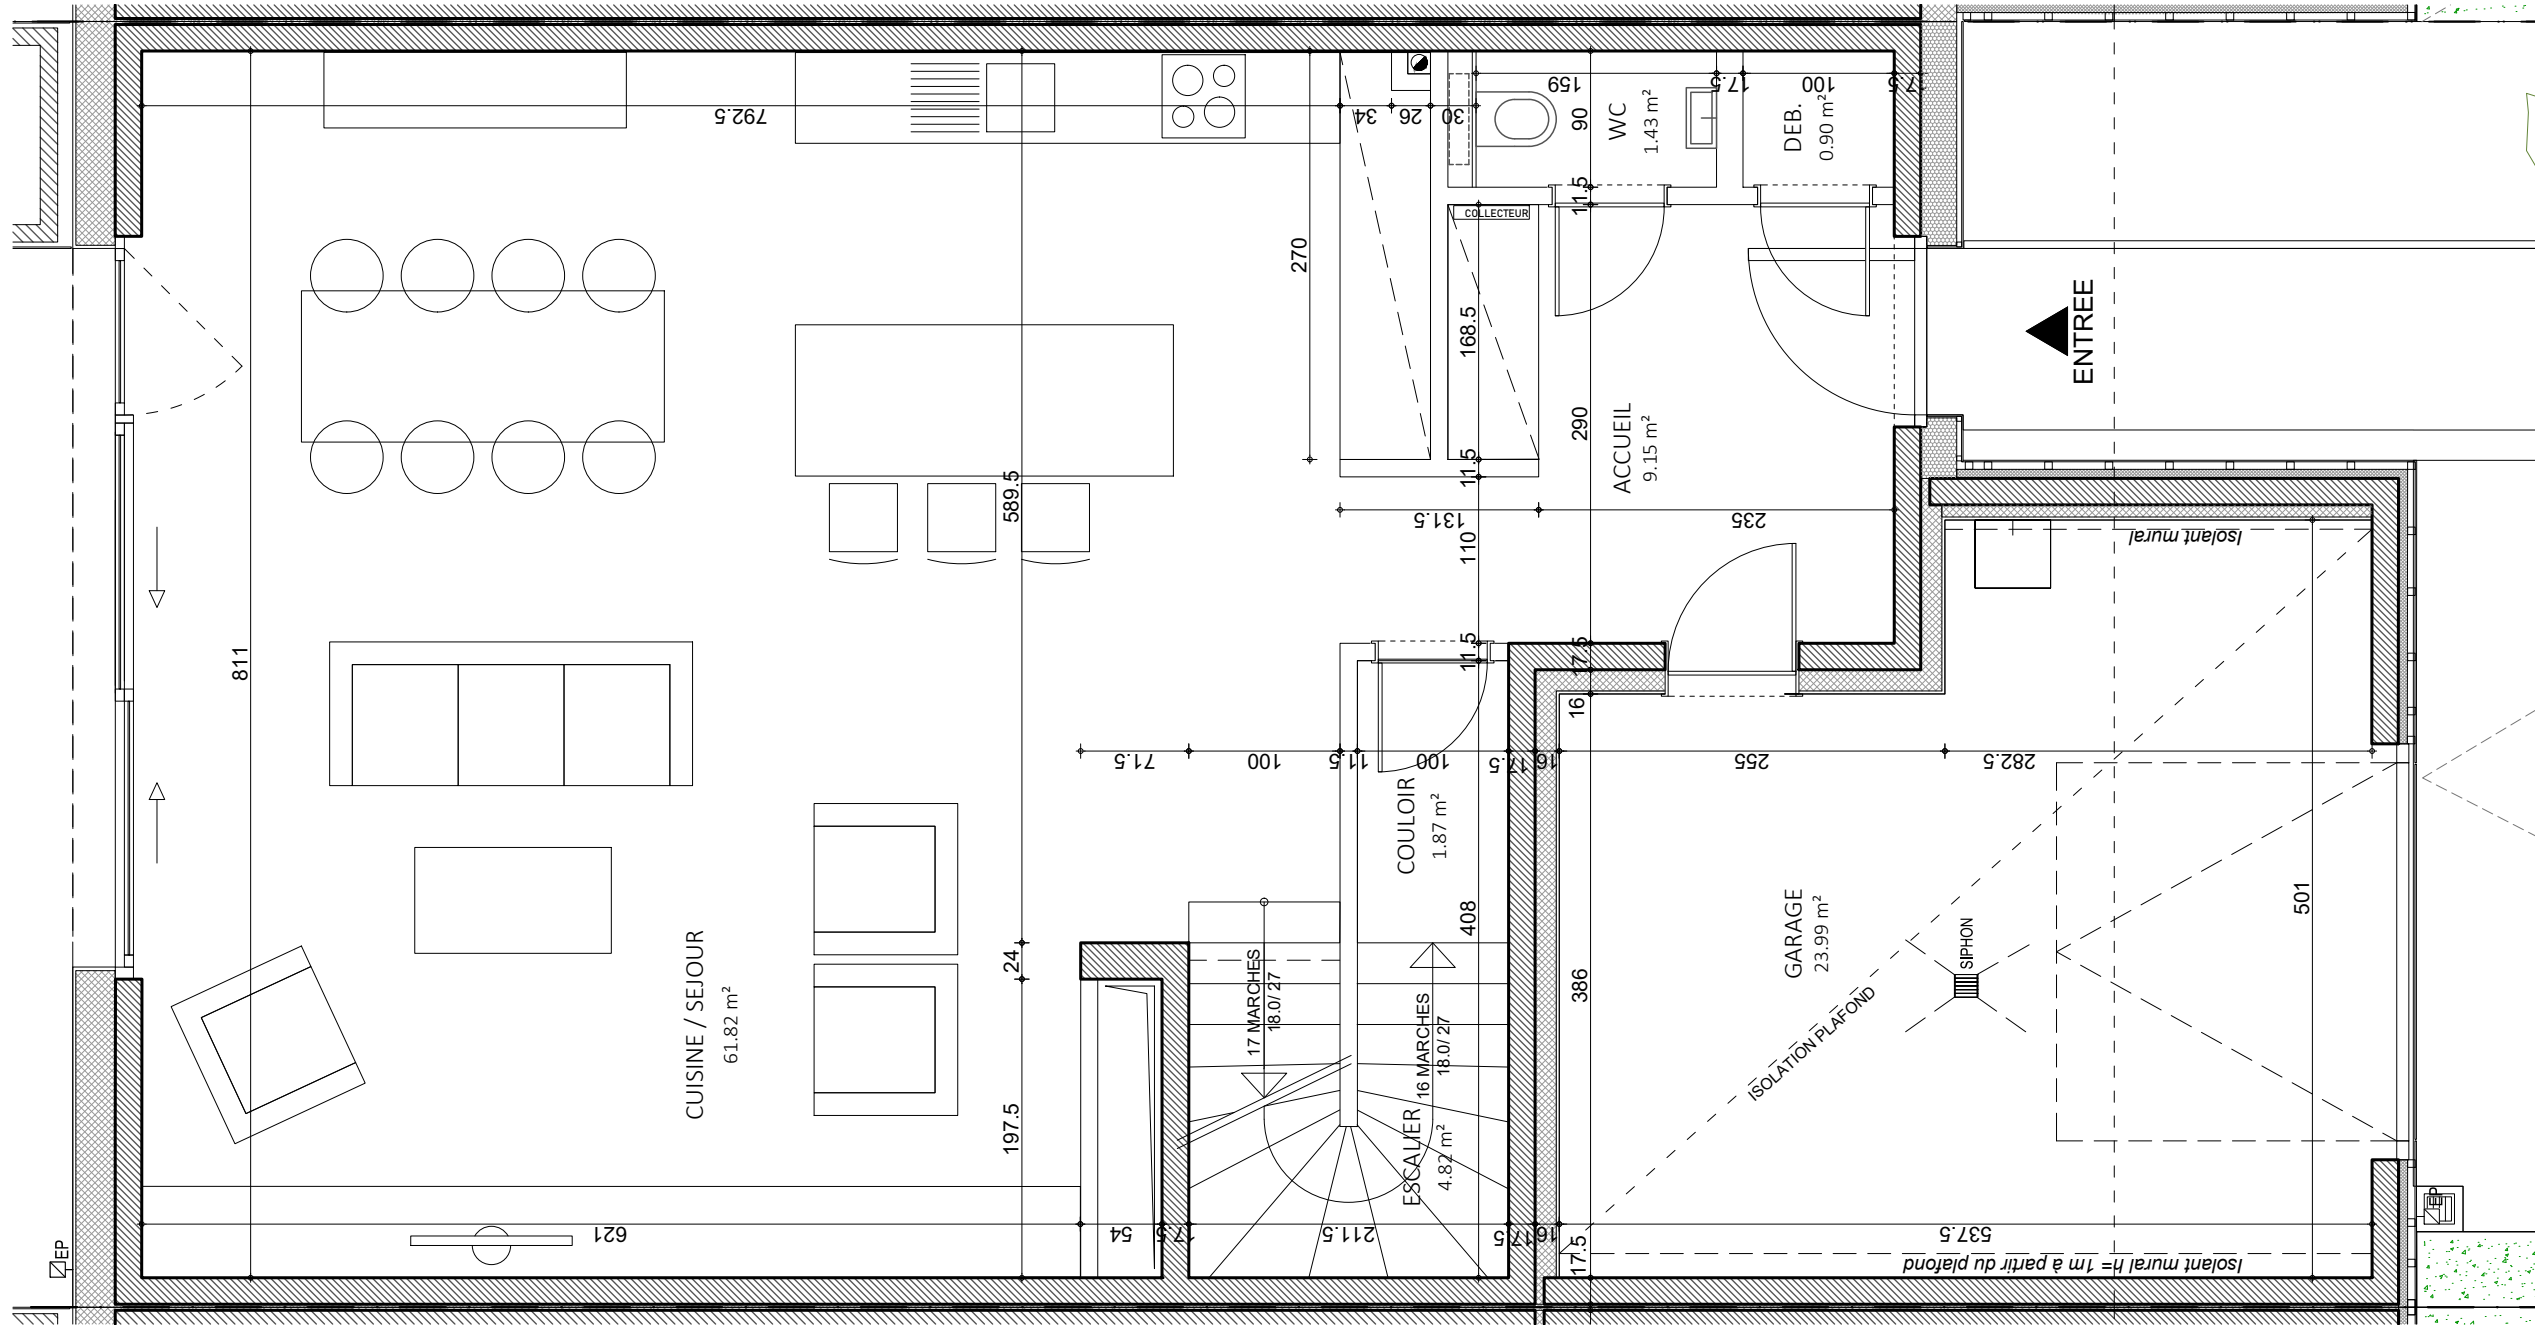 792.5
34
26
30
159
17.5
100
17.5
90
WC
1.43 m²
DEB.
0.90 m²
11.5
COLLECTEUR
270
168.5
290
ACCUEIL
9.15 m²
ENTREE
11.5
589.5
131.5
235
110
Isolant mural
811
11.5
17.5
16
71.5
100
11.5
100
17.5
16
255
282.5
COULOIR
1.87 m²
408
24
17 MARCHES
18.0/ 27
16 MARCHES
18.0/ 27
CUISINE / SEJOUR
61.82 m²
386
GARAGE
23.99 m²
SIPHON
501
ISOLATION PLAFOND
197.5
ESCALIER
4.82 m²
621
54
17.5
211.5
17.5
16
17.5
537.5
Isolant mural h= 1m à partir du plafond
EP